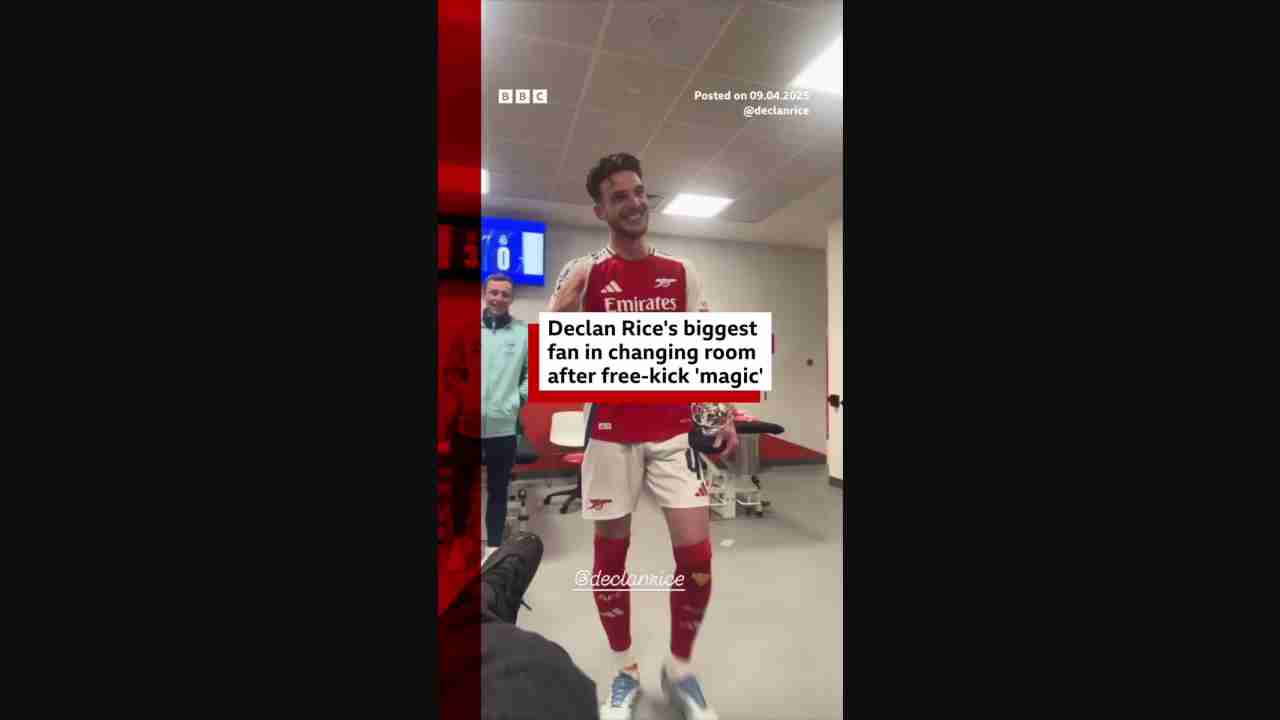 BBC
Posted on 09.04.2025
@declanrice
0
Emirates
Declan Rice's biggest
fan in changing room
after free-kick 'magic'
@declanrice